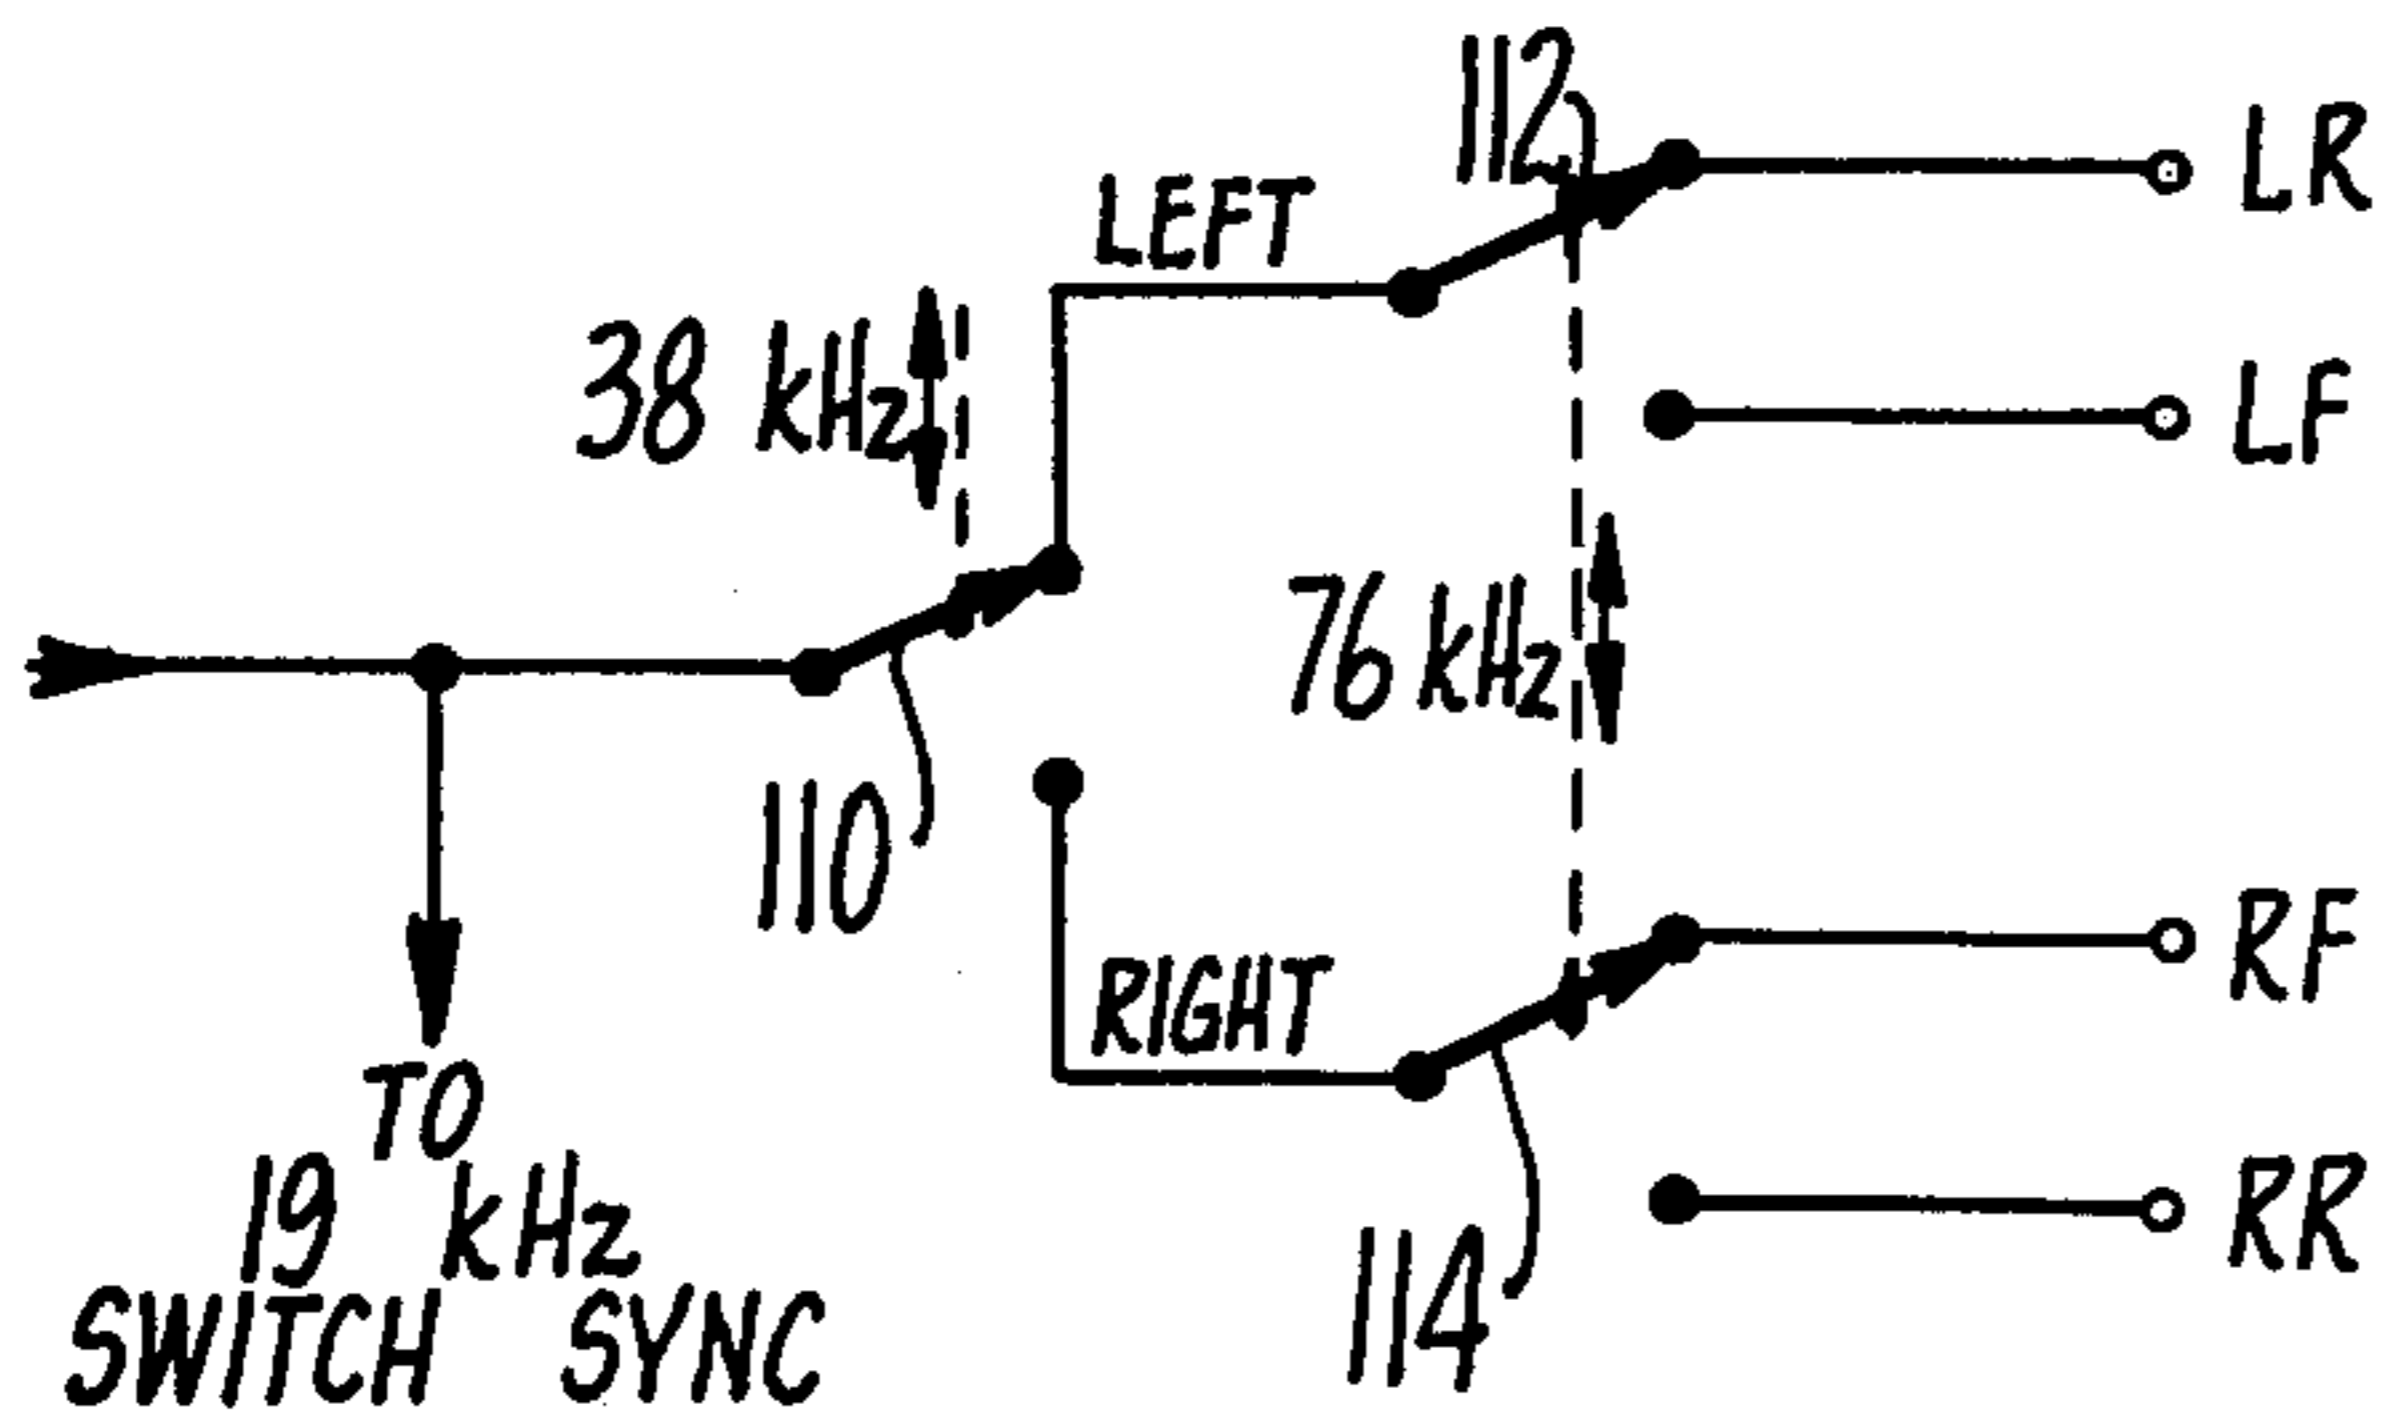 112
LR
LEFT
38 kHz
LF
76 kHz
110
RF
RIGHT
TO
19 kHz
SWITCH SYNC
114
RR